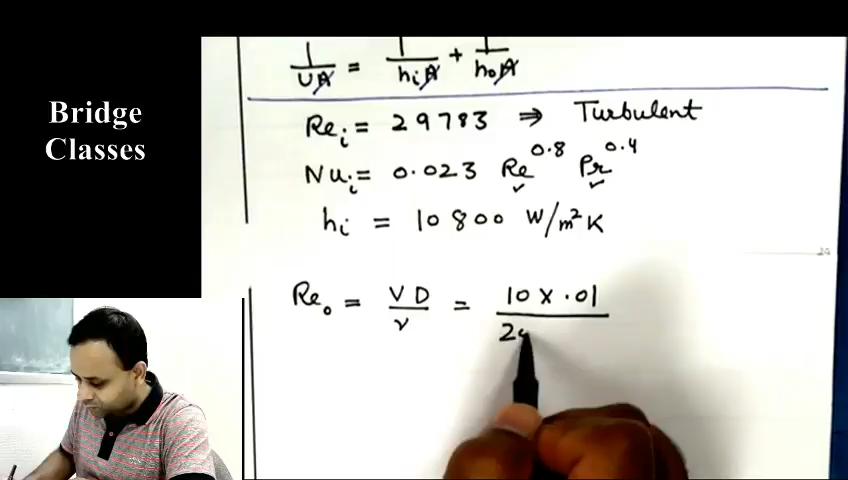 Bridge
Classes
1/UA = 1/hiA + 1/hoA
Rei = 29783 ⇒ Turbulent
Nui = 0.023 Re^0.8 Pr^0.4
hi = 10800 W/m²K
Reo = VD/ν = 10 x .01/2